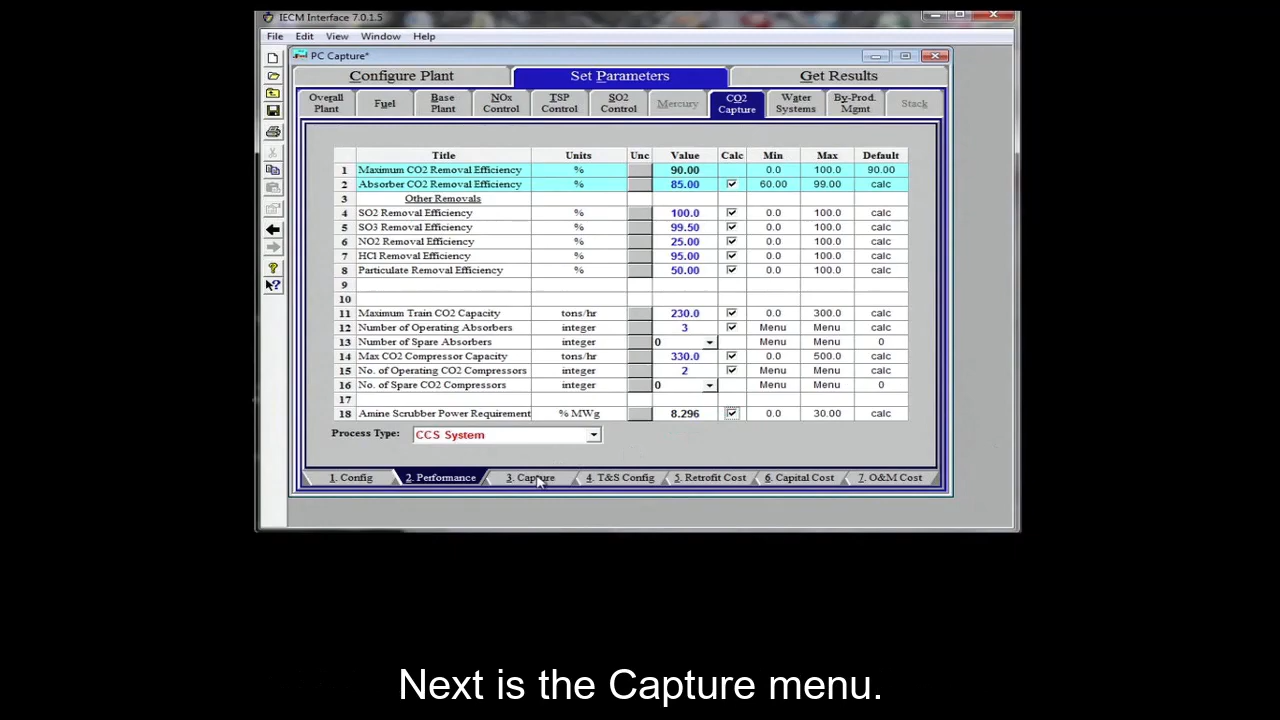 IECM Interface 7.0.1.5
File Edit View Window Help
PC Capture*
Configure Plant Set Parameters Get Results
Overall Plant Fuel Base Plant NOx Control TSP Control SO2 Control Mercury CO2 Capture Water Systems By-Prod. Mgmt Stack
Title Units Unc Value Calc Min Max Default
1 Maximum CO2 Removal Efficiency % 90.00 0.0 100.0 90.00
2 Absorber CO2 Removal Efficiency % 85.00 60.00 99.00 calc
3 Other Removals
4 SO2 Removal Efficiency % 100.0 0.0 100.0 calc
5 SO3 Removal Efficiency % 99.50 0.0 100.0 calc
6 NO2 Removal Efficiency % 25.00 0.0 100.0 calc
7 HCl Removal Efficiency % 95.00 0.0 100.0 calc
8 Particulate Removal Efficiency % 50.00 0.0 100.0 calc
9
10
11 Maximum Train CO2 Capacity tons/hr 230.0 0.0 300.0 calc
12 Number of Operating Absorbers integer 3 Menu Menu calc
13 Number of Spare Absorbers integer 0 Menu Menu 0
14 Max CO2 Compressor Capacity tons/hr 330.0 0.0 500.0 calc
15 No. of Operating CO2 Compressors integer 2 Menu Menu calc
16 No. of Spare CO2 Compressors integer 0 Menu Menu 0
17
18 Amine Scrubber Power Requirement % MWg 8.296 0.0 30.00 calc
Process Type: CCS System
1. Config 2. Performance 3. Capture 4. T&S Config 5. Retrofit Cost 6. Capital Cost 7. O&M Cost
Next is the Capture menu.